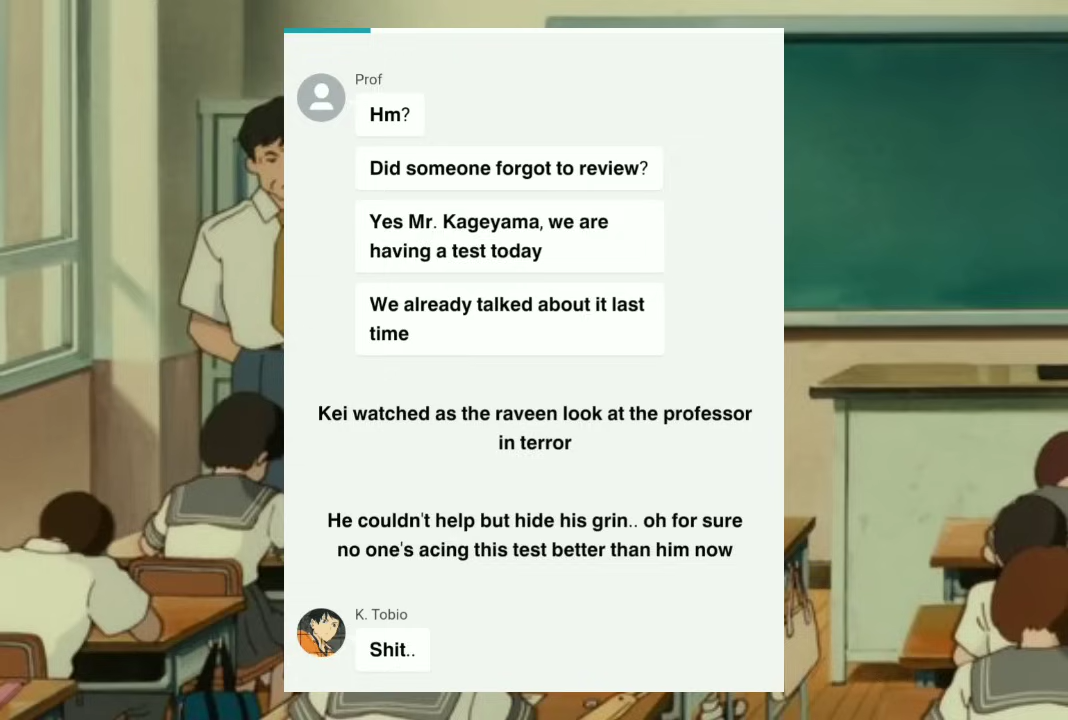 Prof
Hm?
Did someone forgot to review?
Yes Mr. Kageyama, we are
having a test today
We already talked about it last
time
Kei watched as the raveen look at the professor
in terror
He couldn't help but hide his grin.. oh for sure
no one's acing this test better than him now
K. Tobio
Shit..